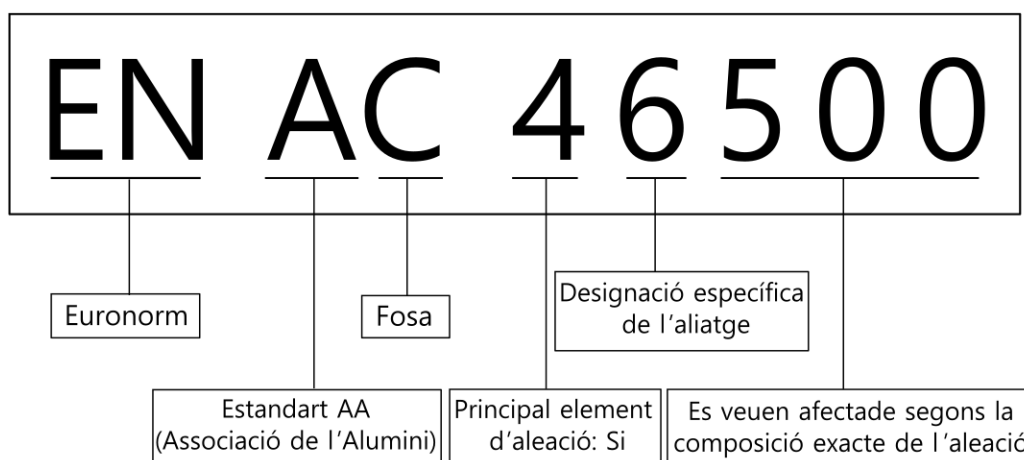 EN AC 46500
Euronorm
Fosa
Designació específica
de l'aliatge
Estandart AA
(Associació de l'Alumini)
Principal element
d'aleació: Si
Es veuen afectade segons la
composició exacte de l'aleació